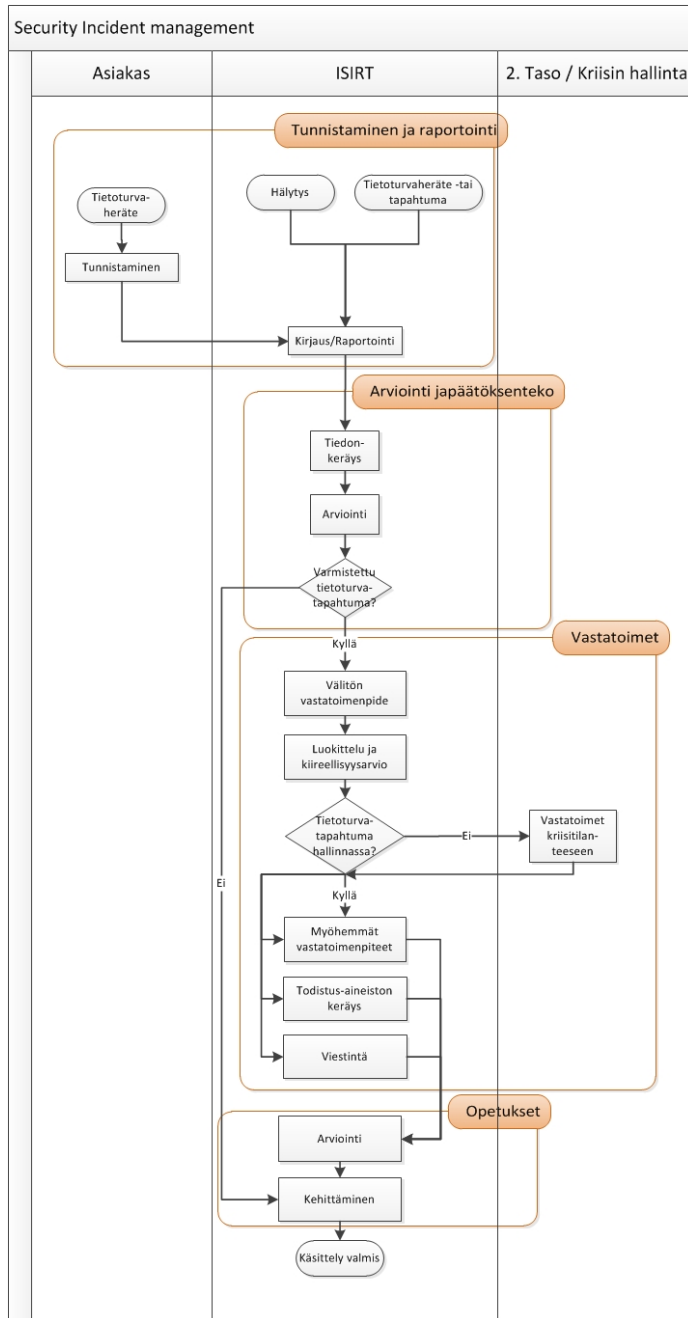 Security Incident management
Asiakas
ISIRT
2. Taso / Kriisin hallinta
Tunnistaminen ja raportointi
Tietoturva-
heräte
Hälytys
Tietoturvaheräte -tai
tapahtuma
Tunnistaminen
Kirjaus/Raportointi
Arviointi japäätöksenteko
Tiedon-
keräys
Arviointi
Varmistettu
tietoturva-
tapahtuma?
Vastatoimet
Kyllä
Välitön
vastatoimenpide
Luokittelu ja
kiireellisyysarvio
Tietoturva-
tapahtuma
hallinnassa?
Ei
Vastatoimet
kriisitilan-
teeseen
Ei
Kyllä
Myöhemmät
vastatoimenpiteet
Todistus-aineiston
keräys
Viestintä
Opetukset
Arviointi
Kehittäminen
Käsittely valmis